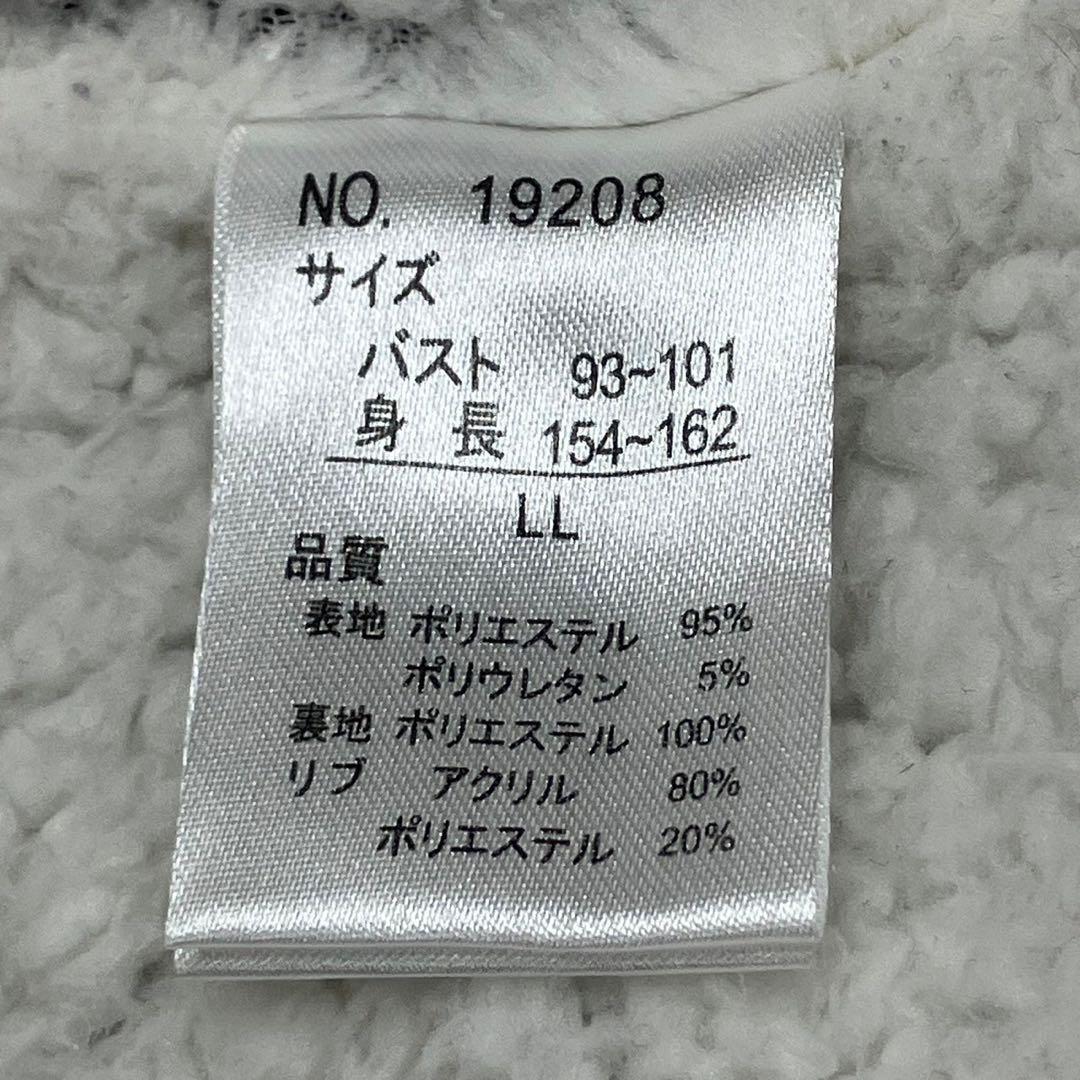 NO. 19208
サイズ
バスト 93~101
身長 154~162
LL
品質
表地 ポリエステル 95%
ポリウレタン 5%
裏地 ポリエステル 100%
リブ アクリル 80%
ポリエステル 20%